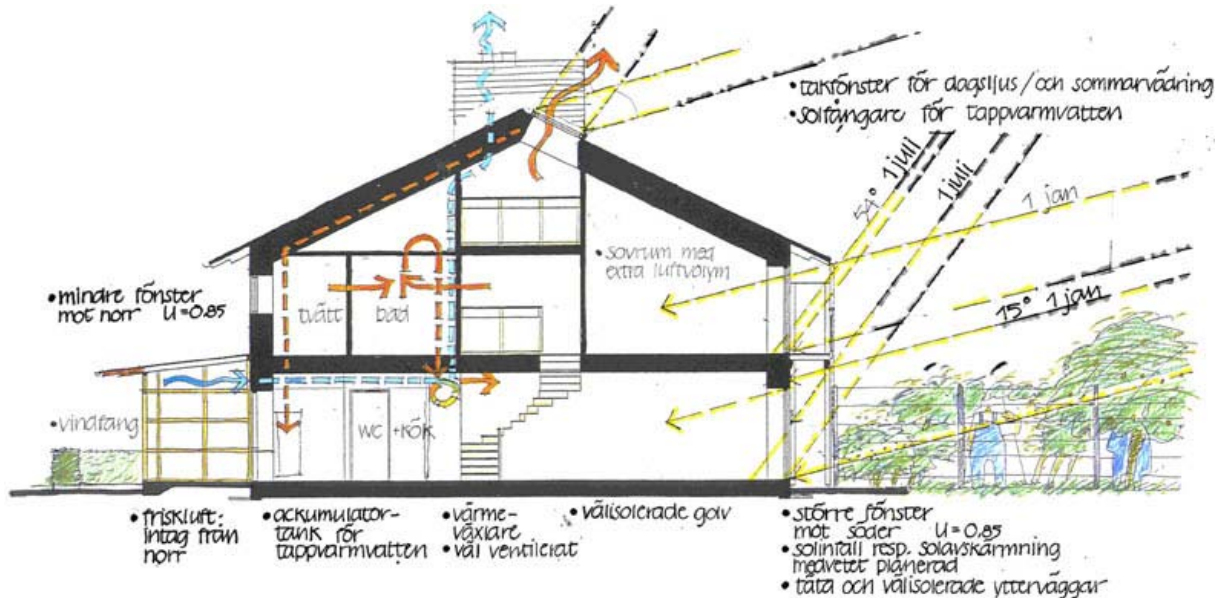 • takfönster för dagsljus/och sommarvädring
• solfångare för tappvarmvatten
54° 1 juli
1 juli
1 jan
15° 1 jan
• sovrum med
extra luftvolym
• mindre fönster
mot norr U=0.85
tvätt
bad
• vindfång
WC + KÖK
• friskluft:
intag från
norr
• ackumulator-
tank för
tappvarmvatten
• värme-
växlare
• väl ventilerat
• välisolerade golv
• större fönster
mot söder U=0.85
• solinfall resp. solavskärmning
medvetet planerad
• täta och välisolerade ytterväggar